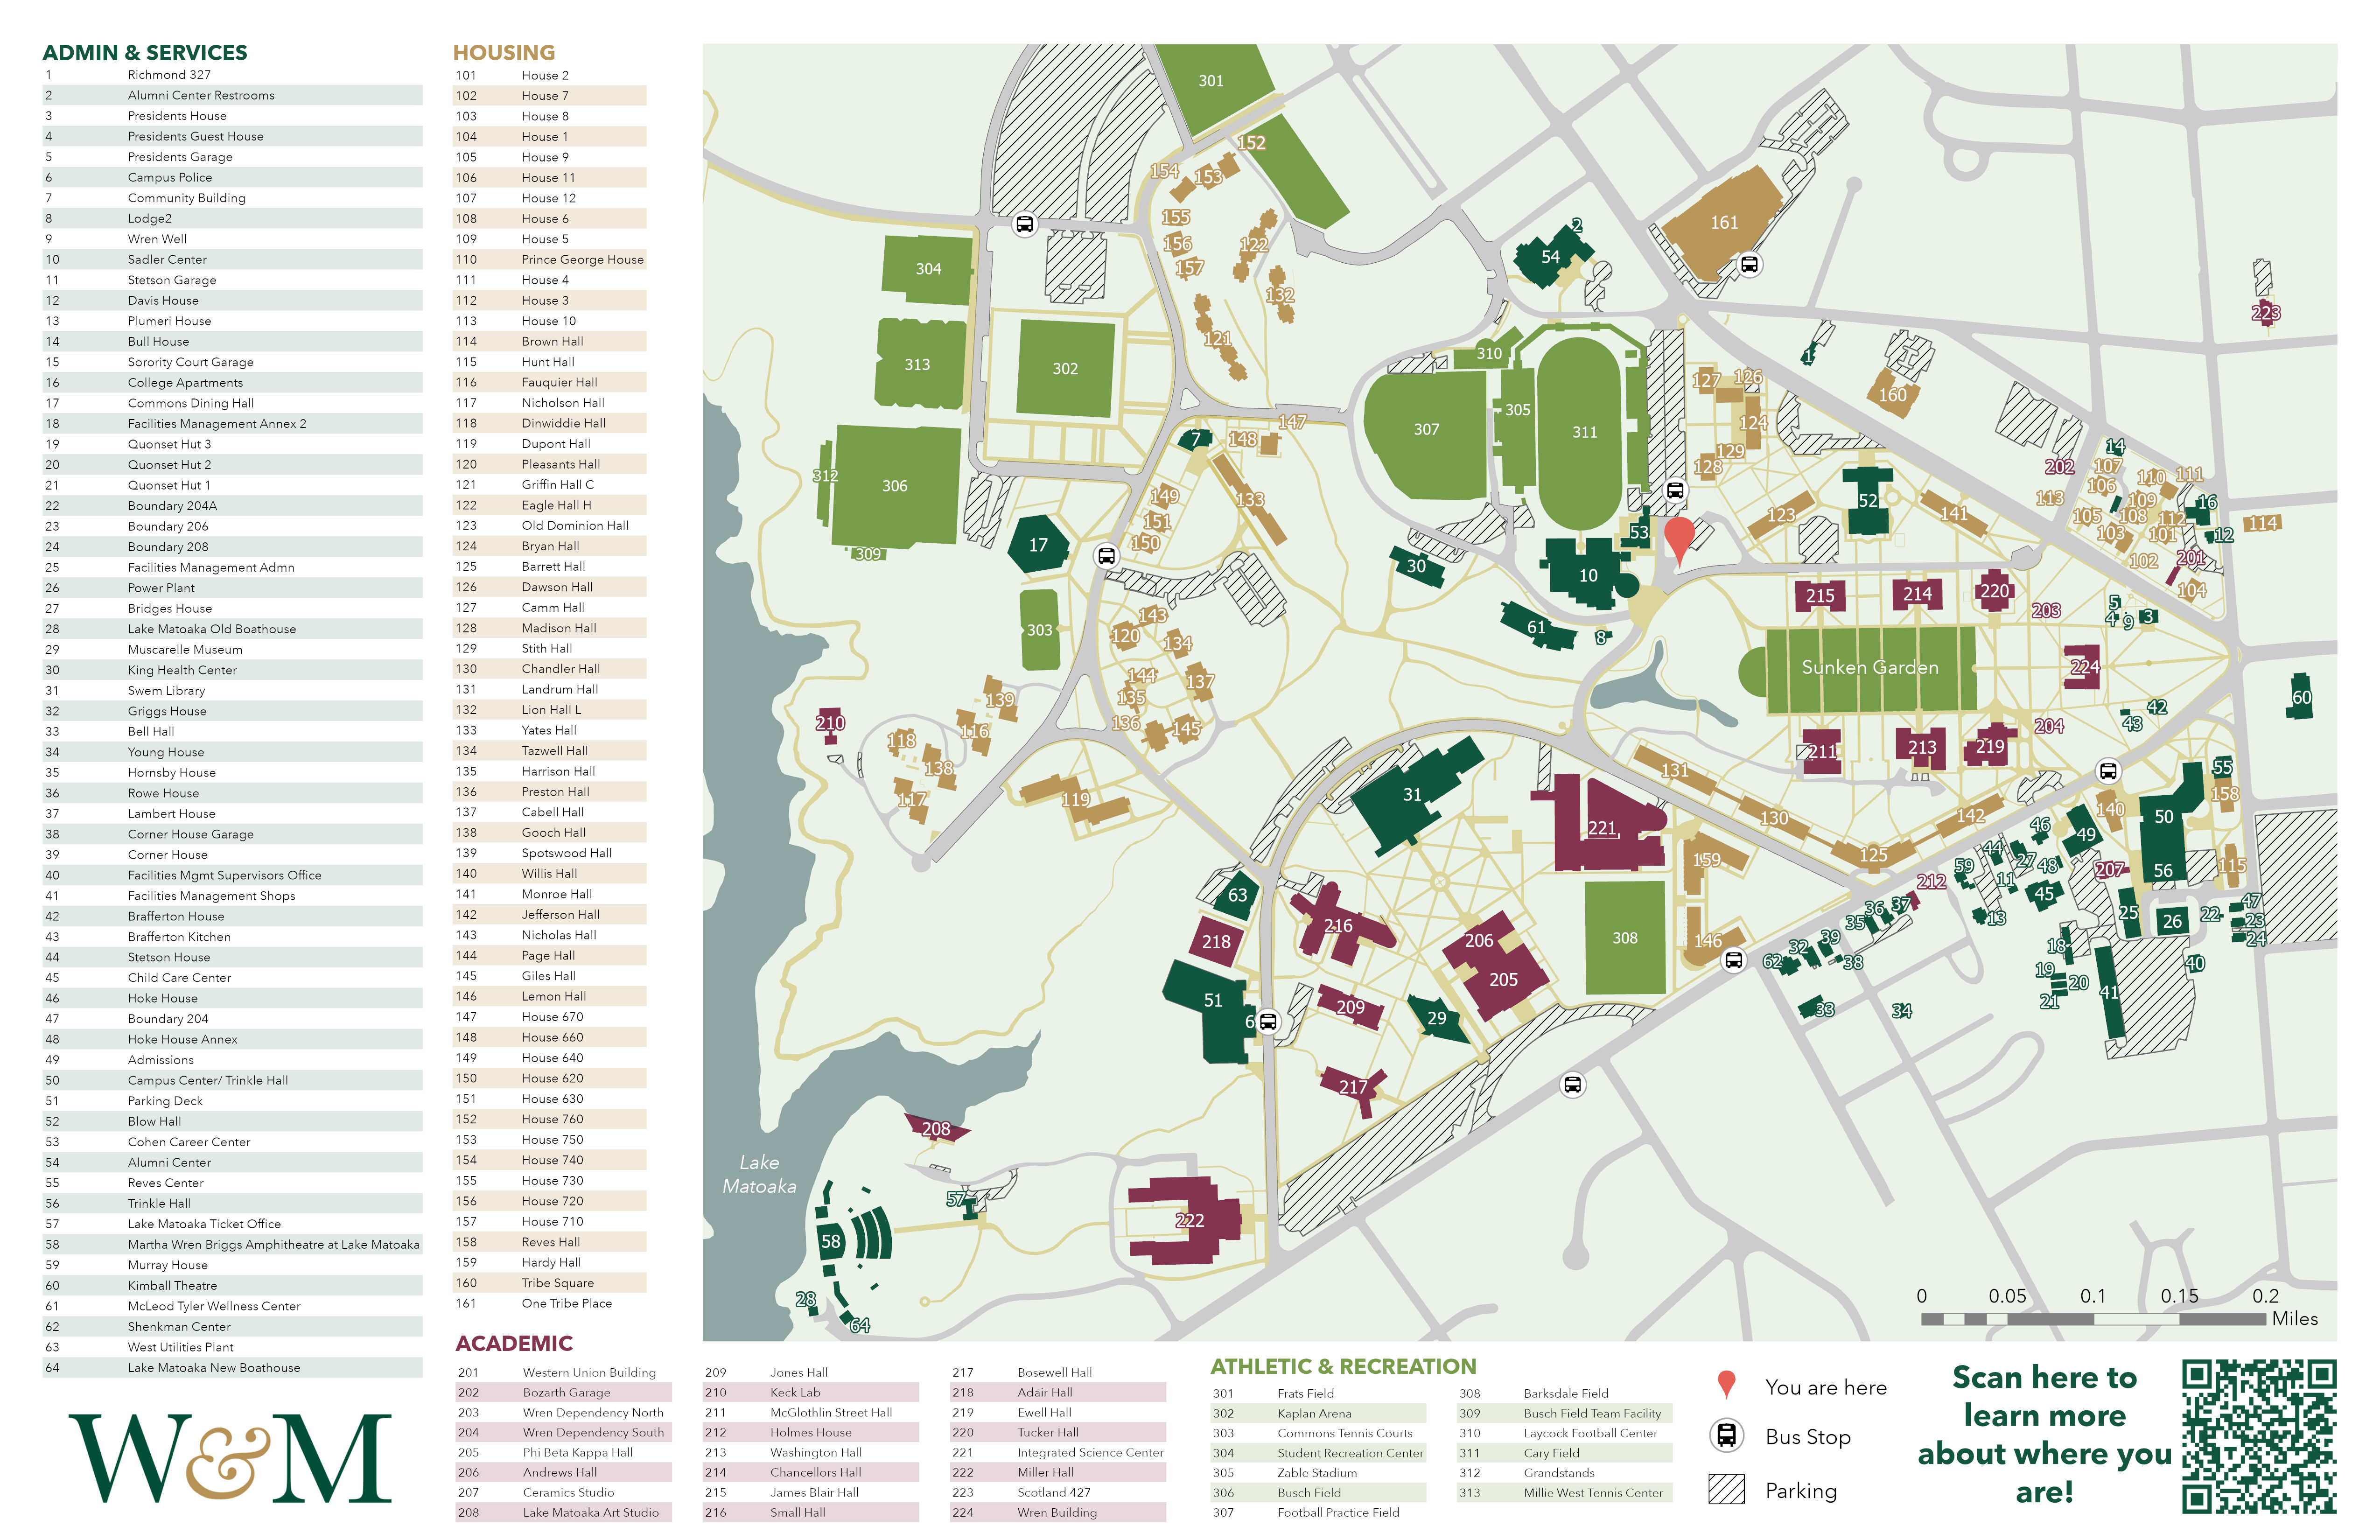 ADMIN & SERVICES
1 Richmond 327
2 Alumni Center Restrooms
3 Presidents House
4 Presidents Guest House
5 Presidents Garage
6 Campus Police
7 Community Building
8 Lodge2
9 Wren Well
10 Sadler Center
11 Stetson Garage
12 Davis House
13 Plumeri House
14 Bull House
15 Sorority Court Garage
16 College Apartments
17 Commons Dining Hall
18 Facilities Management Annex 2
19 Quonset Hut 3
20 Quonset Hut 2
21 Quonset Hut 1
22 Boundary 204A
23 Boundary 206
24 Boundary 208
25 Facilities Management Admn
26 Power Plant
27 Bridges House
28 Lake Matoaka Old Boathouse
29 Muscarelle Museum
30 King Health Center
31 Swem Library
32 Griggs House
33 Bell Hall
34 Young House
35 Hornsby House
36 Rowe House
37 Lambert House
38 Corner House Garage
39 Corner House
40 Facilities Mgmt Supervisors Office
41 Facilities Management Shops
42 Brafferton House
43 Brafferton Kitchen
44 Stetson House
45 Child Care Center
46 Hoke House
47 Boundary 204
48 Hoke House Annex
49 Admissions
50 Campus Center/ Trinkle Hall
51 Parking Deck
52 Blow Hall
53 Cohen Career Center
54 Alumni Center
55 Reves Center
56 Trinkle Hall
57 Lake Matoaka Ticket Office
58 Martha Wren Briggs Amphitheatre at Lake Matoaka
59 Murray House
60 Kimball Theatre
61 McLeod Tyler Wellness Center
62 Shenkman Center
63 West Utilities Plant
64 Lake Matoaka New Boathouse
W&M
HOUSING
101 House 2
102 House 7
103 House 8
104 House 1
105 House 9
106 House 11
107 House 12
108 House 6
109 House 5
110 Prince George House
111 House 4
112 House 3
113 House 10
114 Brown Hall
115 Hunt Hall
116 Fauquier Hall
117 Nicholson Hall
118 Dinwiddie Hall
119 Dupont Hall
120 Pleasants Hall
121 Griffin Hall C
122 Eagle Hall H
123 Old Dominion Hall
124 Bryan Hall
125 Barrett Hall
126 Dawson Hall
127 Camm Hall
128 Madison Hall
129 Stith Hall
130 Chandler Hall
131 Landrum Hall
132 Lion Hall L
133 Yates Hall
134 Tazwell Hall
135 Harrison Hall
136 Preston Hall
137 Cabell Hall
138 Gooch Hall
139 Spotswood Hall
140 Willis Hall
141 Monroe Hall
142 Jefferson Hall
143 Nicholas Hall
144 Page Hall
145 Giles Hall
146 Lemon Hall
147 House 670
148 House 660
149 House 640
150 House 620
151 House 630
152 House 760
153 House 750
154 House 740
155 House 730
156 House 720
157 House 710
158 Reves Hall
159 Hardy Hall
160 Tribe Square
161 One Tribe Place
ACADEMIC
201 Western Union Building
202 Bozarth Garage
203 Wren Dependency North
204 Wren Dependency South
205 Phi Beta Kappa Hall
206 Andrews Hall
207 Ceramics Studio
208 Lake Matoaka Art Studio
209 Jones Hall
210 Keck Lab
211 McGlothlin Street Hall
212 Holmes House
213 Washington Hall
214 Chancellors Hall
215 James Blair Hall
216 Small Hall
217 Bosewell Hall
218 Adair Hall
219 Ewell Hall
220 Tucker Hall
221 Integrated Science Center
222 Miller Hall
223 Scotland 427
224 Wren Building
ATHLETIC & RECREATION
301 Frats Field
302 Kaplan Arena
303 Commons Tennis Courts
304 Student Recreation Center
305 Zable Stadium
306 Busch Field
307 Football Practice Field
308 Barksdale Field
309 Busch Field Team Facility
310 Laycock Football Center
311 Cary Field
312 Grandstands
313 Millie West Tennis Center
301
152
154
153
155
156
122
157
132
121
304
313
302
306
312
309
17
303
7
148
147
133
149
151
150
143
120
134
144
135
137
136
145
139
116
118
138
117
119
210
2
54
161
223
310
307
305
311
127
126
124
129
128
1
160
52
123
141
53
10
30
61
8
14
202
107
110
111
113
106
109
16
105
108
112
114
103
101
12
102
201
104
215
214
220
203
5
4
9
3
Sunken Garden
224
60
42
43
204
211
213
219
131
130
142
125
31
221
159
55
158
140
50
46
49
44
27
48
59
11
45
207
56
115
212
13
36
37
35
25
26
22
47
23
24
39
32
62
38
18
40
19
20
21
41
33
34
63
218
216
206
205
308
146
51
6
209
29
217
208
57
222
58
28
64
Lake
Matoaka
0 0.05 0.1 0.15 0.2
Miles
You are here
Bus Stop
Parking
Scan here to
learn more
about where you
are!